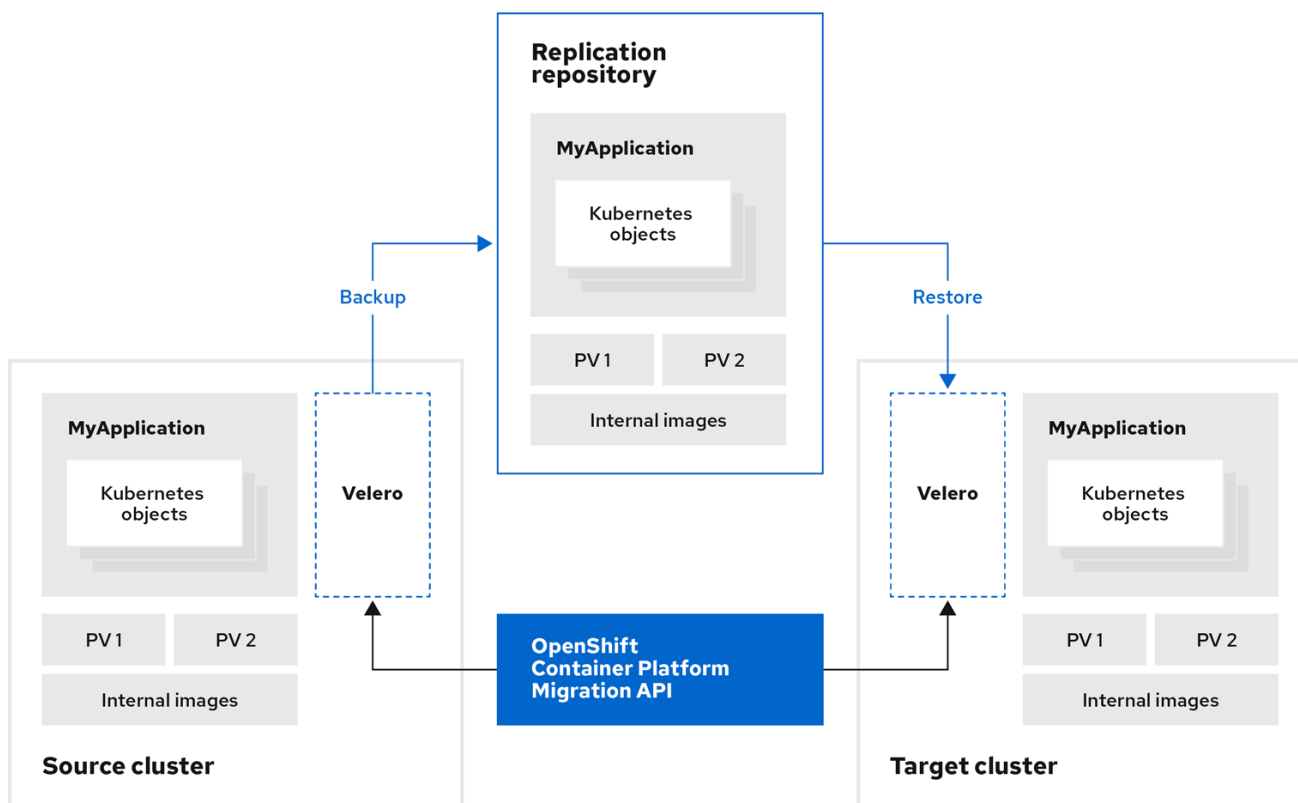 Replication
repository
MyApplication
Kubernetes
objects
Backup
Restore
PV 1
PV 2
Internal images
MyApplication
Kubernetes
objects
Velero
PV 1
PV 2
Internal images
Source cluster
OpenShift
Container Platform
Migration API
Velero
MyApplication
Kubernetes
objects
PV 1
PV 2
Internal images
Target cluster